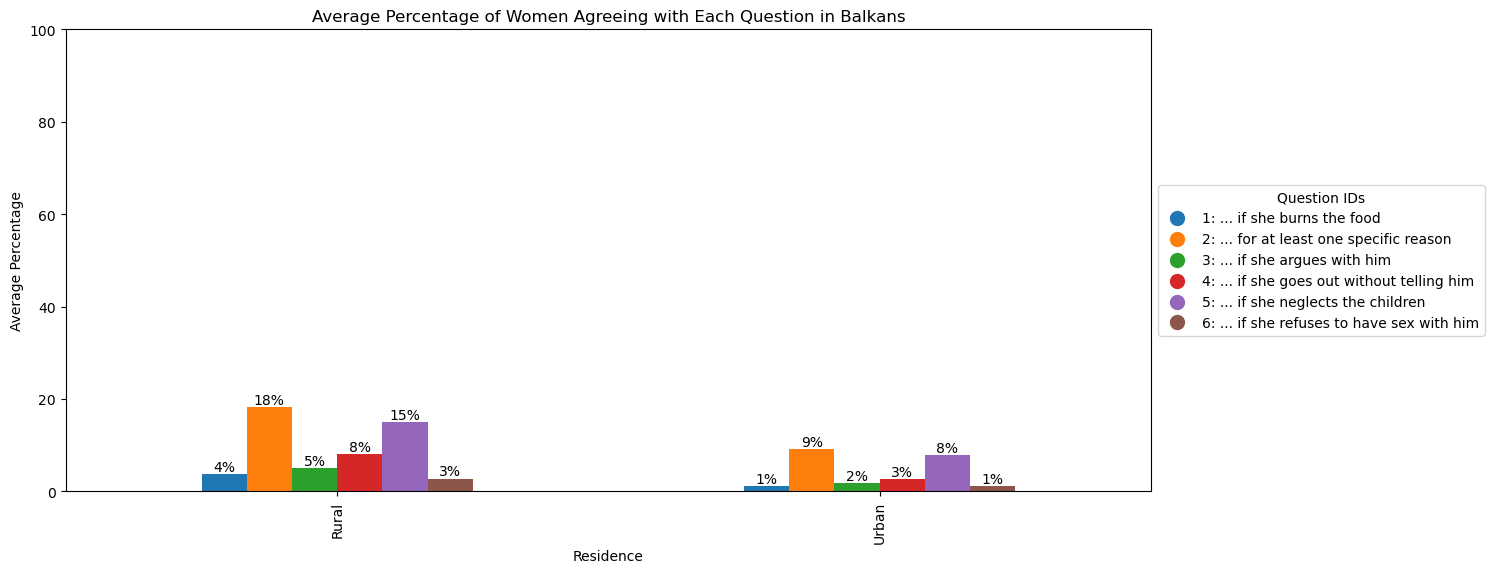 Average Percentage of Women Agreeing with Each Question in Balkans
Average Percentage
100
80
60
40
20
0
4%
18%
5%
8%
15%
3%
1%
9%
2%
3%
8%
1%
Rural
Urban
Residence
Question IDs
1: ... if she burns the food
2: ... for at least one specific reason
3: ... if she argues with him
4: ... if she goes out without telling him
5: ... if she neglects the children
6: ... if she refuses to have sex with him